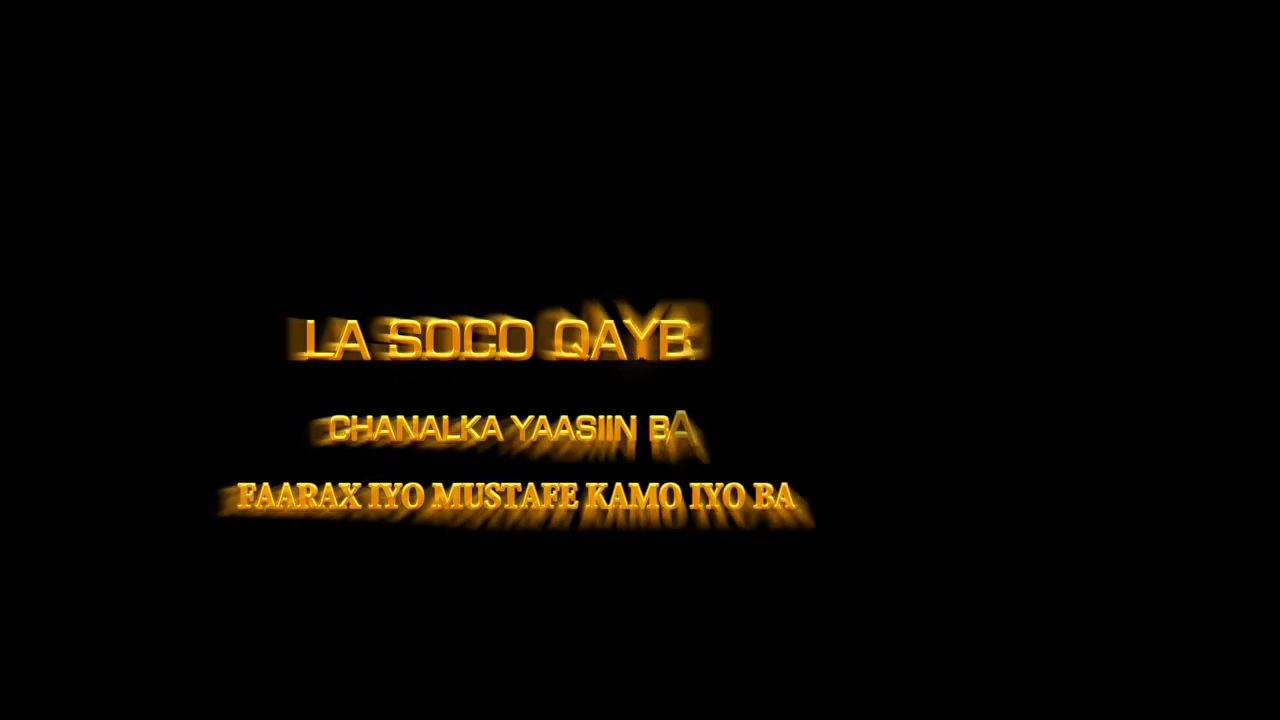 LA SOCO QAYB
CHANALKA YAASIIN BA
FAARAX IYO MUSTAFE KAMO IYO BA